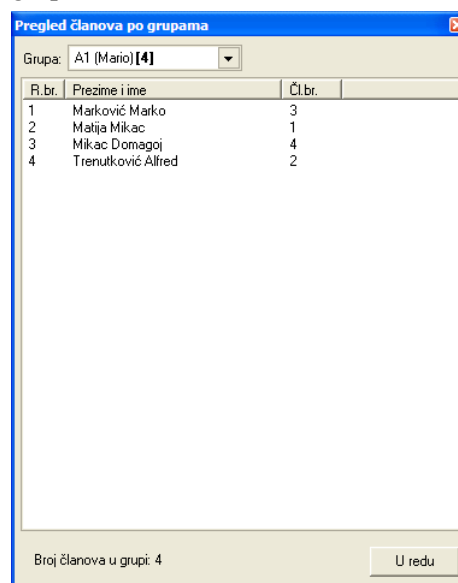 Pregled članova po grupama
Grupa: A1 (Mario) [4]
R.br. Prezime i ime Čl.br.
1 Marković Marko 3
2 Matija Mikac 1
3 Mikac Domagoj 4
4 Trenutković Alfred 2
Broj članova u grupi: 4 U redu